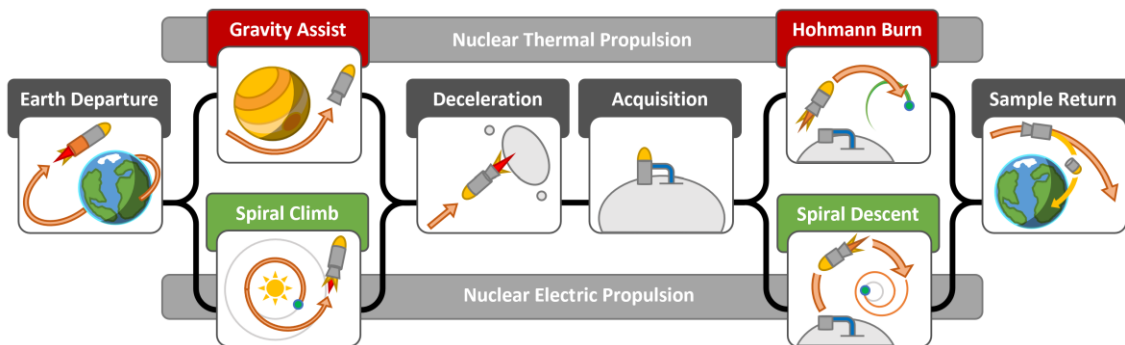 Gravity Assist
Nuclear Thermal Propulsion
Hohmann Burn
Earth Departure
Deceleration
Acquisition
Sample Return
Spiral Climb
Spiral Descent
Nuclear Electric Propulsion